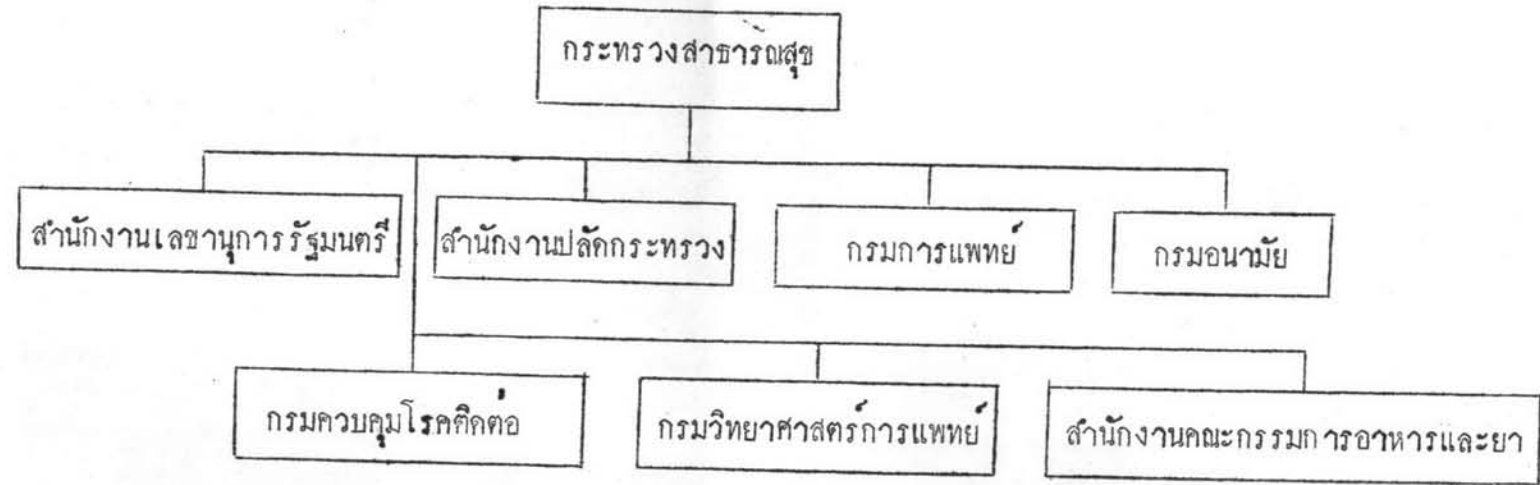 กระทรวงสาธารณสุข
สำนักงานเลขานุการรัฐมนตรี
สำนักงานปลัดกระทรวง
กรมการแพทย์
กรมอนามัย
กรมควบคุมโรคติดต่อ
กรมวิทยาศาสตร์การแพทย์
สำนักงานคณะกรรมการอาหารและยา